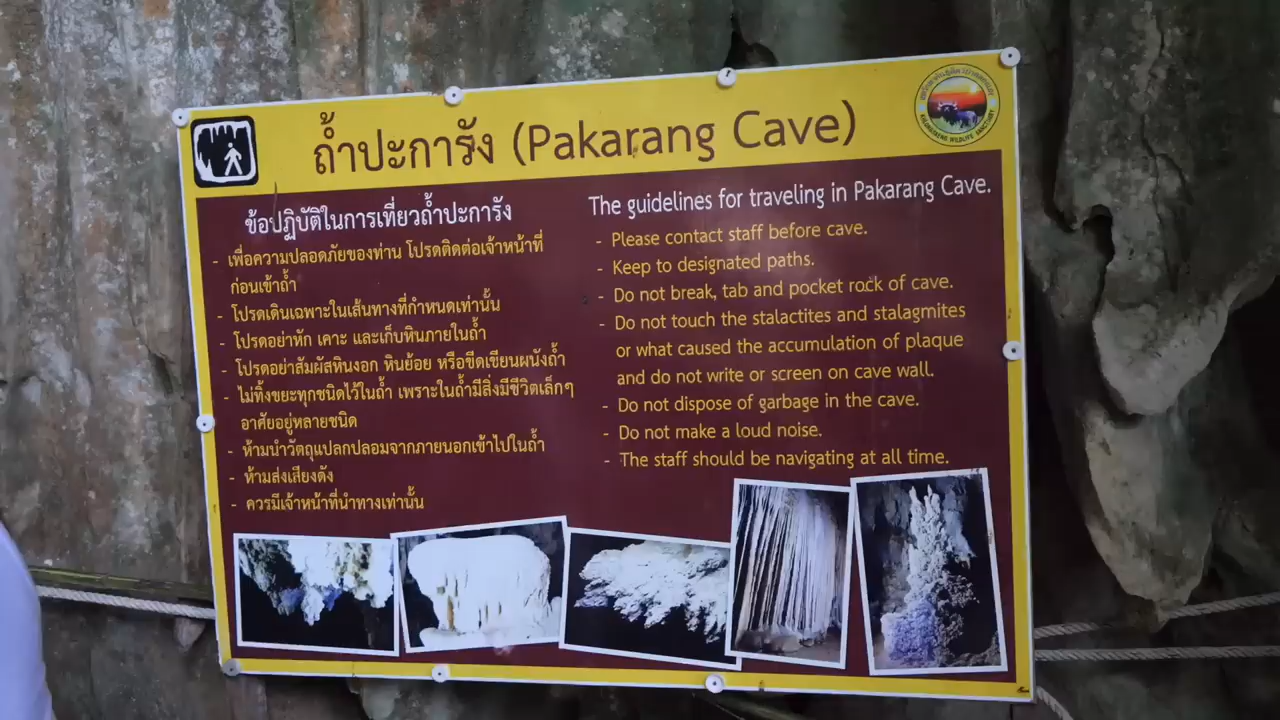 ถ้ำปะการัง (Pakarang Cave)
KHLONGSAENG WILDLIFE SANCTUARY
ข้อปฏิบัติในการเที่ยวถ้ำปะการัง
- เพื่อความปลอดภัยของท่าน โปรดติดต่อเจ้าหน้าที่
ก่อนเข้าถ้ำ
- โปรดเดินเฉพาะในเส้นทางที่กำหนดเท่านั้น
- โปรดอย่าหัก เคาะ และเก็บหินภายในถ้ำ
- โปรดอย่าสัมผัสหินงอก หินย้อย หรือขีดเขียนผนังถ้ำ
- ไม่ทิ้งขยะทุกชนิดไว้ในถ้ำ เพราะในถ้ำมีสิ่งมีชีวิตเล็กๆ
อาศัยอยู่หลายชนิด
- ห้ามนำวัตถุแปลกปลอมจากภายนอกเข้าไปในถ้ำ
- ห้ามส่งเสียงดัง
- ควรมีเจ้าหน้าที่นำทางเท่านั้น
The guidelines for traveling in Pakarang Cave.
- Please contact staff before cave.
- Keep to designated paths.
- Do not break, tab and pocket rock of cave.
- Do not touch the stalactites and stalagmites
or what caused the accumulation of plaque
and do not write or screen on cave wall.
- Do not dispose of garbage in the cave.
- Do not make a loud noise.
- The staff should be navigating at all time.